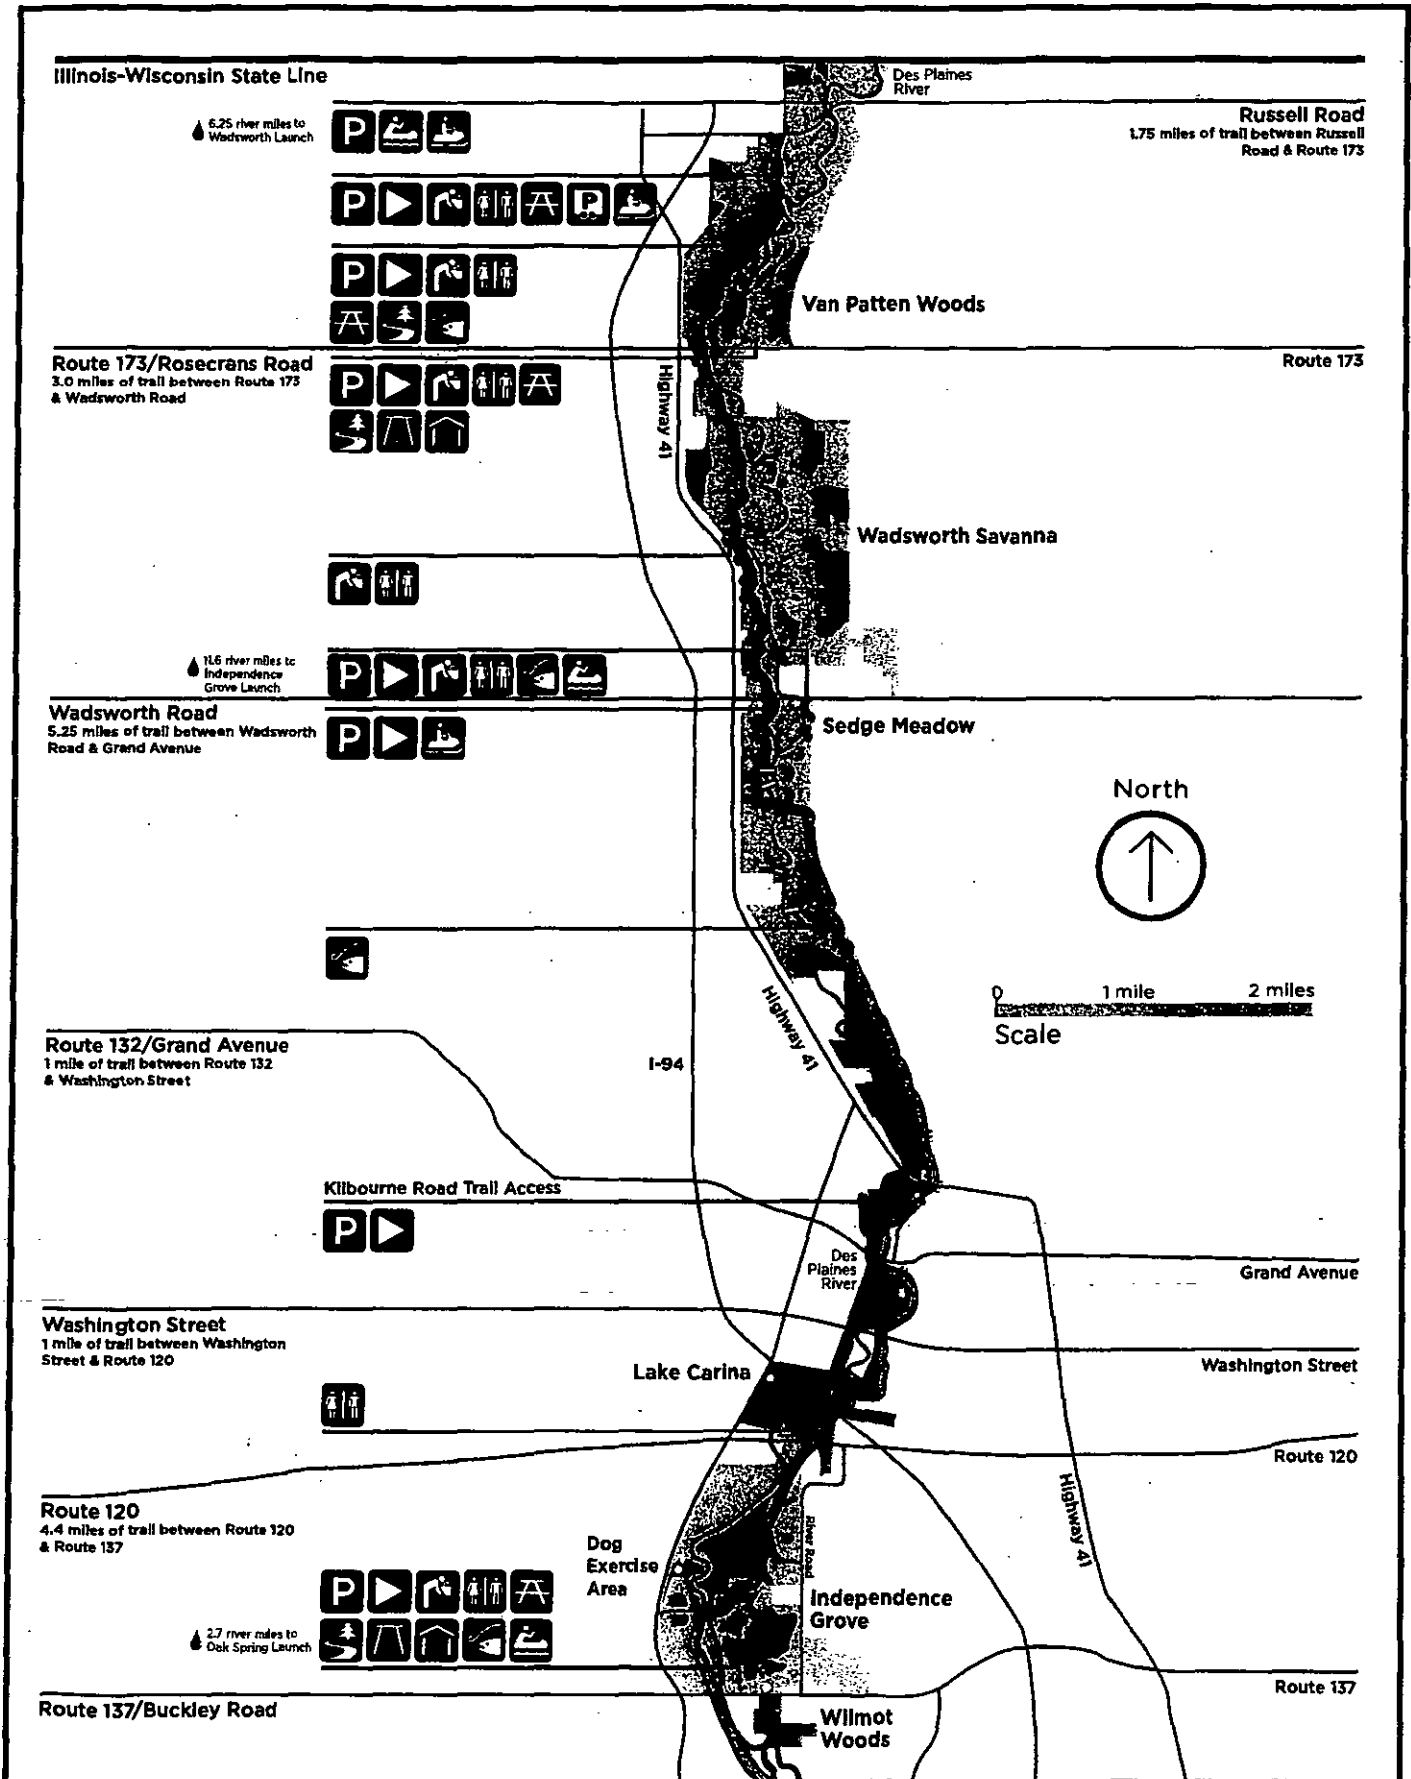 Illinois-Wisconsin State Line
Des Plaines
River
6.25 river miles to
Wadsworth Launch
P
Russell Road
1.75 miles of trail between Russell
Road & Route 173
P
P
P
Van Patten Woods
Route 173/Rosecrans Road
3.0 miles of trail between Route 173
& Wadsworth Road
P
Highway 41
Route 173
Wadsworth Savanna
11.6 river miles to
Independence
Grove Launch
P
Wadsworth Road
5.25 miles of trail between Wadsworth
Road & Grand Avenue
P
Sedge Meadow
North
0 1 mile 2 miles
Scale
Highway 41
Route 132/Grand Avenue
1 mile of trail between Route 132
& Washington Street
I-94
Kilbourne Road Trail Access
P
Des
Plaines
River
Grand Avenue
Washington Street
1 mile of trail between Washington
Street & Route 120
Washington Street
Lake Carina
Route 120
Route 120
4.4 miles of trail between Route 120
& Route 137
Highway 41
River Road
Dog
Exercise
Area
P
Independence
Grove
2.7 river miles to
Oak Spring Launch
Route 137
Route 137/Buckley Road
Wilmot
Woods